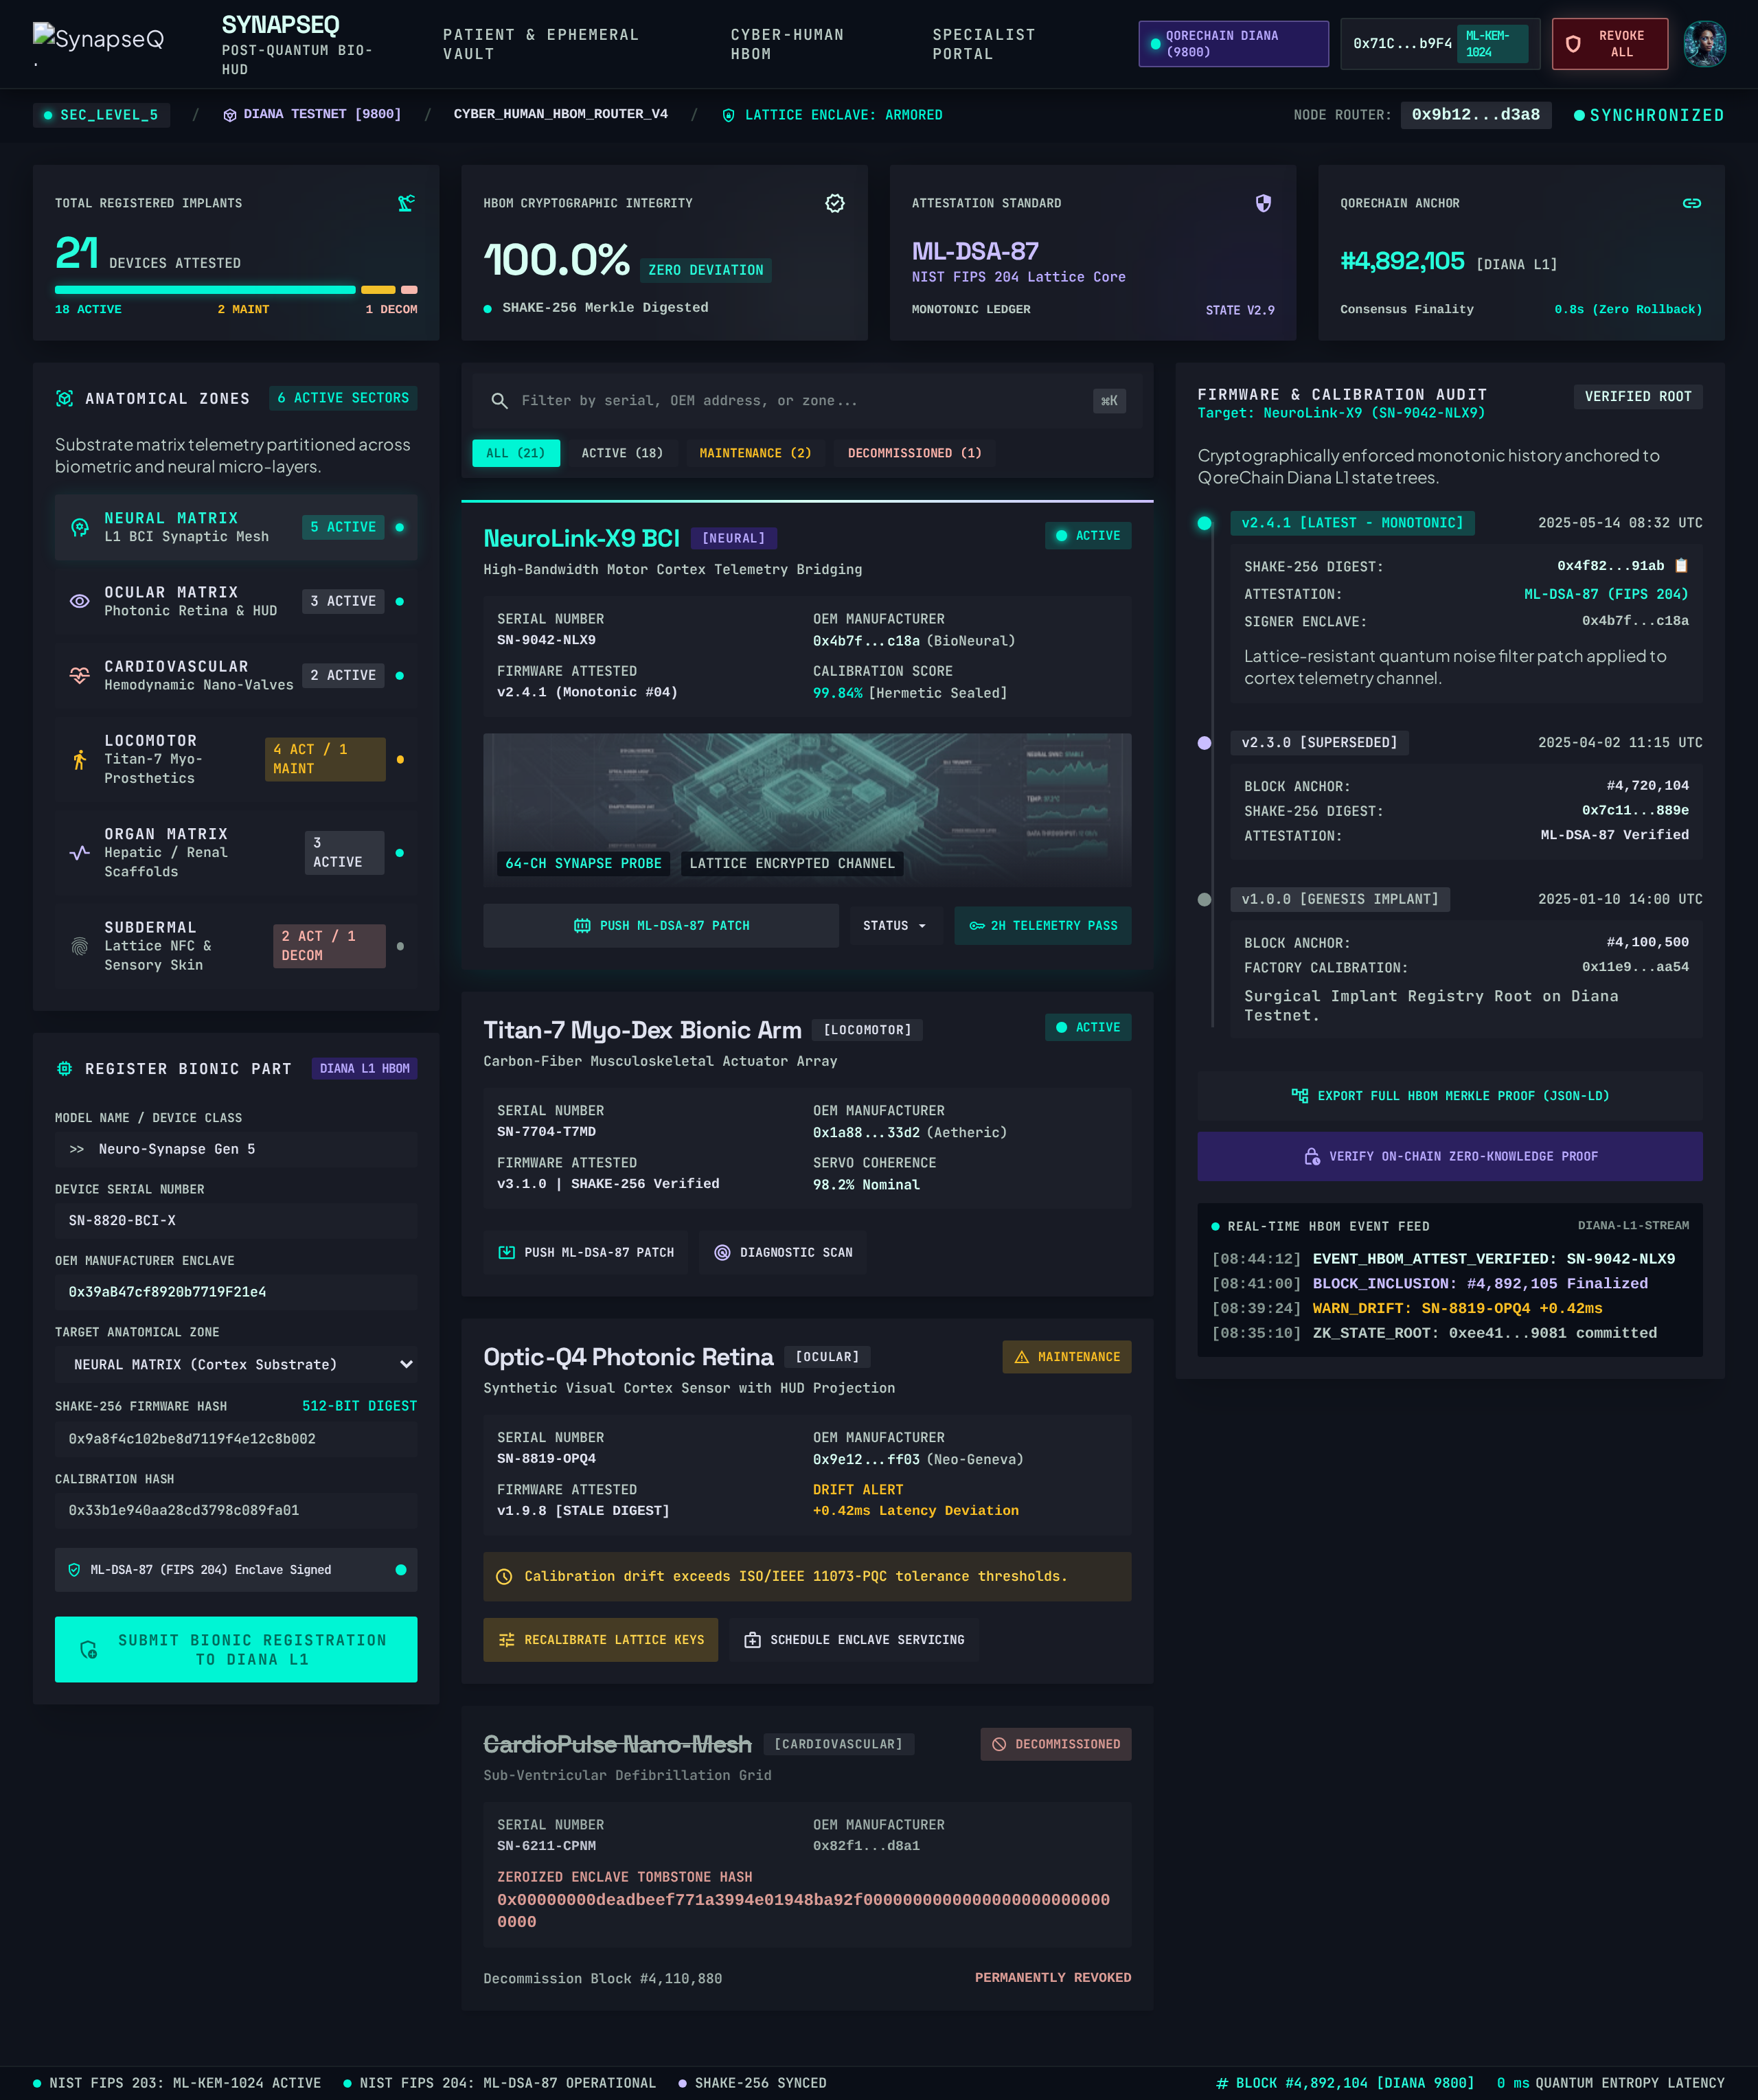 SynapseQ
.
SYNAPSEQ
POST-QUANTUM BIO-
HUD
PATIENT & EPHEMERAL
VAULT
CYBER-HUMAN
HBOM
SPECIALIST
PORTAL
QORECHAIN DIANA
(9800)
0x71C...b9F4
ML-KEM-
1024
REVOKE
ALL
SEC_LEVEL_5 / DIANA TESTNET [9800] / CYBER_HUMAN_HBOM_ROUTER_V4 / LATTICE ENCLAVE: ARMORED
NODE ROUTER: 0x9b12...d3a8 SYNCHRONIZED
TOTAL REGISTERED IMPLANTS
21 DEVICES ATTESTED
18 ACTIVE 2 MAINT 1 DECOM
HBOM CRYPTOGRAPHIC INTEGRITY
100.0% ZERO DEVIATION
SHAKE-256 Merkle Digested
ATTESTATION STANDARD
ML-DSA-87
NIST FIPS 204 Lattice Core
MONOTONIC LEDGER STATE V2.9
QORECHAIN ANCHOR
#4,892,105 [DIANA L1]
Consensus Finality 0.8s (Zero Rollback)
ANATOMICAL ZONES 6 ACTIVE SECTORS
Substrate matrix telemetry partitioned across
biometric and neural micro-layers.
NEURAL MATRIX
L1 BCI Synaptic Mesh
5 ACTIVE
OCULAR MATRIX
Photonic Retina & HUD
3 ACTIVE
CARDIOVASCULAR
Hemodynamic Nano-Valves
2 ACTIVE
LOCOMOTOR
Titan-7 Myo-
Prosthetics
4 ACT / 1
MAINT
ORGAN MATRIX
Hepatic / Renal
Scaffolds
3
ACTIVE
SUBDERMAL
Lattice NFC &
Sensory Skin
2 ACT / 1
DECOM
REGISTER BIONIC PART DIANA L1 HBOM
MODEL NAME / DEVICE CLASS
>> Neuro-Synapse Gen 5
DEVICE SERIAL NUMBER
SN-8820-BCI-X
OEM MANUFACTURER ENCLAVE
0x39aB47cf8920b7719F21e4
TARGET ANATOMICAL ZONE
NEURAL MATRIX (Cortex Substrate)
SHAKE-256 FIRMWARE HASH 512-BIT DIGEST
0x9a8f4c102be8d7119f4e12c8b002
CALIBRATION HASH
0x33b1e940aa28cd3798c089fa01
ML-DSA-87 (FIPS 204) Enclave Signed
SUBMIT BIONIC REGISTRATION
TO DIANA L1
Filter by serial, OEM address, or zone... ⌘K
ALL (21) ACTIVE (18) MAINTENANCE (2) DECOMMISSIONED (1)
NeuroLink-X9 BCI [NEURAL] ACTIVE
High-Bandwidth Motor Cortex Telemetry Bridging
SERIAL NUMBER OEM MANUFACTURER
SN-9042-NLX9 0x4b7f...c18a (BioNeural)
FIRMWARE ATTESTED CALIBRATION SCORE
v2.4.1 (Monotonic #04) 99.84% [Hermetic Sealed]
64-CH SYNAPSE PROBE LATTICE ENCRYPTED CHANNEL
PUSH ML-DSA-87 PATCH STATUS 2H TELEMETRY PASS
Titan-7 Myo-Dex Bionic Arm [LOCOMOTOR] ACTIVE
Carbon-Fiber Musculoskeletal Actuator Array
SERIAL NUMBER OEM MANUFACTURER
SN-7704-T7MD 0x1a88...33d2 (Aetheric)
FIRMWARE ATTESTED SERVO COHERENCE
v3.1.0 | SHAKE-256 Verified 98.2% Nominal
PUSH ML-DSA-87 PATCH DIAGNOSTIC SCAN
Optic-Q4 Photonic Retina [OCULAR] MAINTENANCE
Synthetic Visual Cortex Sensor with HUD Projection
SERIAL NUMBER OEM MANUFACTURER
SN-8819-OPQ4 0x9e12...ff03 (Neo-Geneva)
FIRMWARE ATTESTED DRIFT ALERT
v1.9.8 [STALE DIGEST] +0.42ms Latency Deviation
Calibration drift exceeds ISO/IEEE 11073-PQC tolerance thresholds.
RECALIBRATE LATTICE KEYS SCHEDULE ENCLAVE SERVICING
CardioPulse Nano-Mesh [CARDIOVASCULAR] DECOMMISSIONED
Sub-Ventricular Defibrillation Grid
SERIAL NUMBER OEM MANUFACTURER
SN-6211-CPNM 0x82f1...d8a1
ZEROIZED ENCLAVE TOMBSTONE HASH
0x00000000deadbeef771a3994e01948ba92f0000000000000000000000000
0000
Decommission Block #4,110,880 PERMANENTLY REVOKED
FIRMWARE & CALIBRATION AUDIT
Target: NeuroLink-X9 (SN-9042-NLX9)
VERIFIED ROOT
Cryptographically enforced monotonic history anchored to
QoreChain Diana L1 state trees.
v2.4.1 [LATEST - MONOTONIC] 2025-05-14 08:32 UTC
SHAKE-256 DIGEST: 0x4f82...91ab 📋
ATTESTATION: ML-DSA-87 (FIPS 204)
SIGNER ENCLAVE: 0x4b7f...c18a
Lattice-resistant quantum noise filter patch applied to
cortex telemetry channel.
v2.3.0 [SUPERSEDED] 2025-04-02 11:15 UTC
BLOCK ANCHOR: #4,720,104
SHAKE-256 DIGEST: 0x7c11...889e
ATTESTATION: ML-DSA-87 Verified
v1.0.0 [GENESIS IMPLANT] 2025-01-10 14:00 UTC
BLOCK ANCHOR: #4,100,500
FACTORY CALIBRATION: 0x11e9...aa54
Surgical Implant Registry Root on Diana
Testnet.
EXPORT FULL HBOM MERKLE PROOF (JSON-LD)
VERIFY ON-CHAIN ZERO-KNOWLEDGE PROOF
REAL-TIME HBOM EVENT FEED DIANA-L1-STREAM
[08:44:12] EVENT_HBOM_ATTEST_VERIFIED: SN-9042-NLX9
[08:41:00] BLOCK_INCLUSION: #4,892,105 Finalized
[08:39:24] WARN_DRIFT: SN-8819-OPQ4 +0.42ms
[08:35:10] ZK_STATE_ROOT: 0xee41...9081 committed
NIST FIPS 203: ML-KEM-1024 ACTIVE NIST FIPS 204: ML-DSA-87 OPERATIONAL SHAKE-256 SYNCED
BLOCK #4,892,104 [DIANA 9800] 0 ms QUANTUM ENTROPY LATENCY